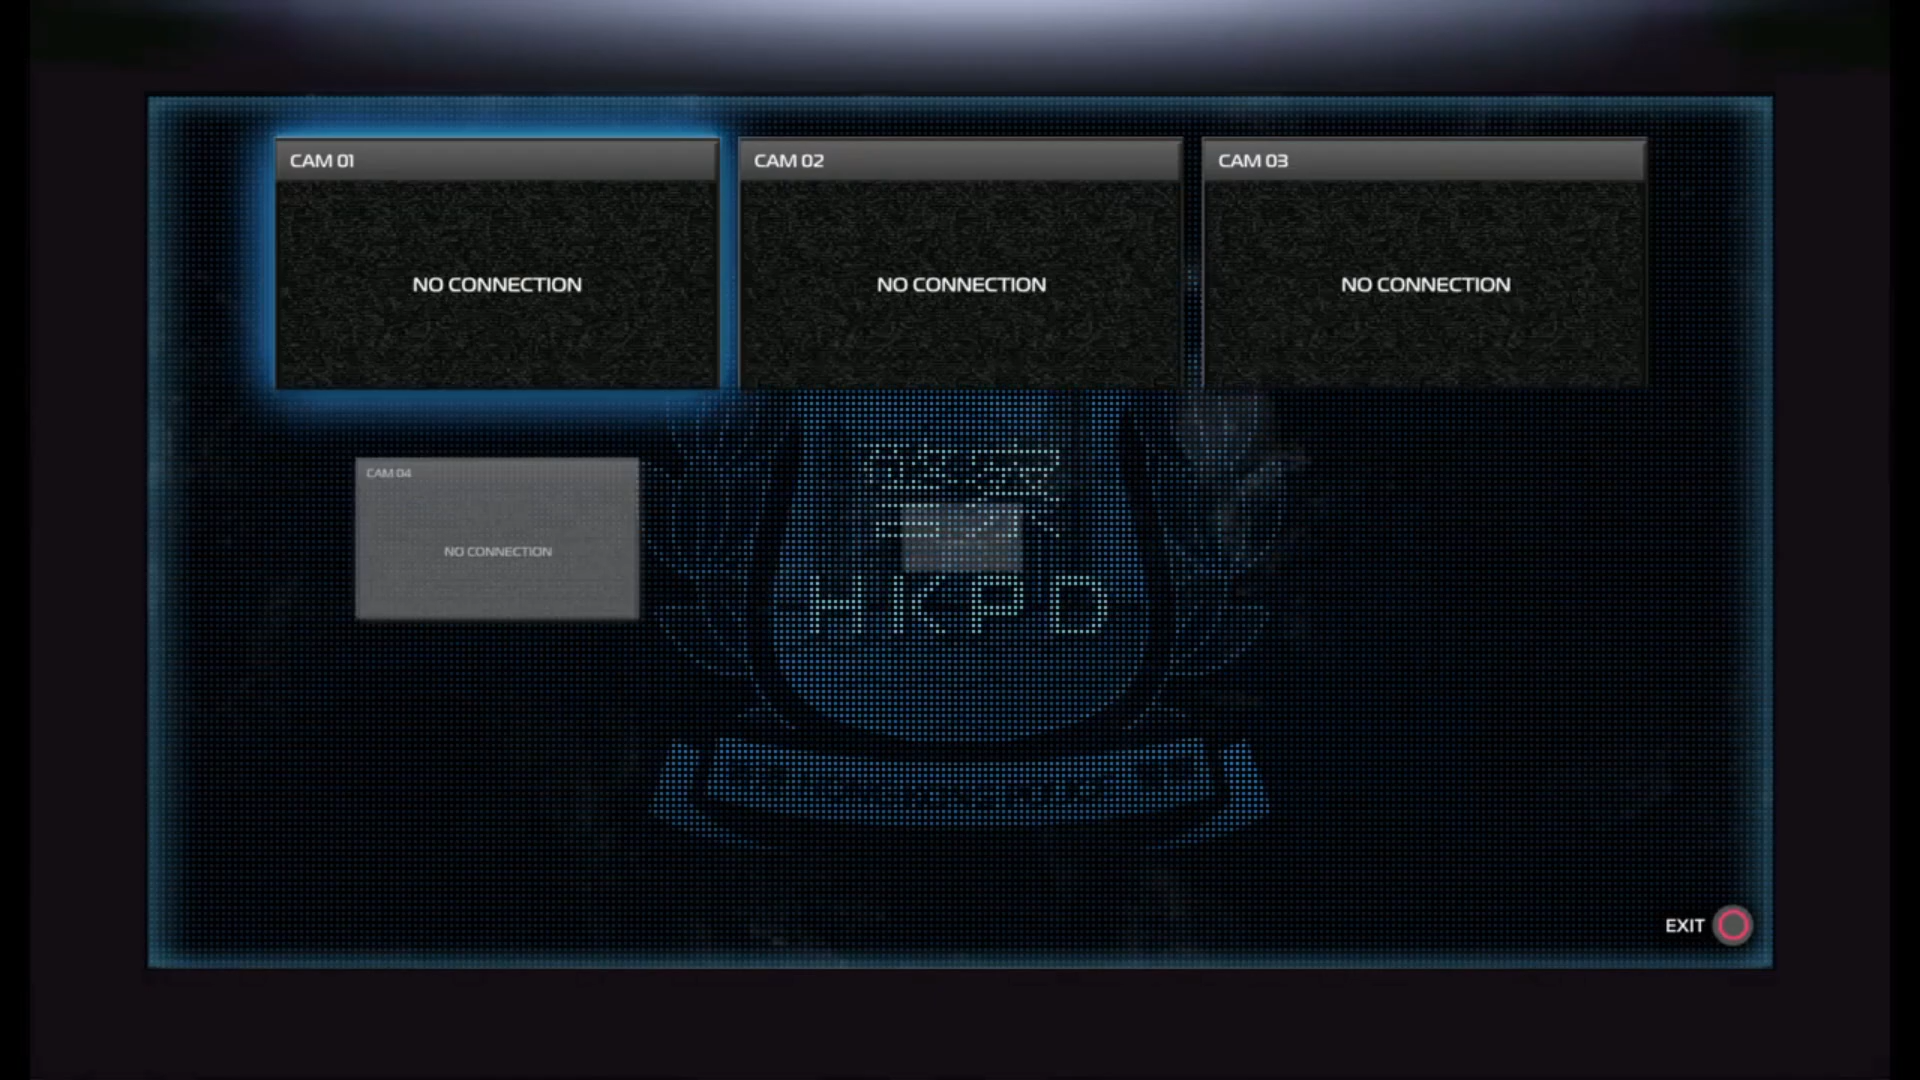 CAM 01
CAM 02
CAM 03
NO CONNECTION
NO CONNECTION
NO CONNECTION
CAM 04
NO CONNECTION
HKPD
EXIT